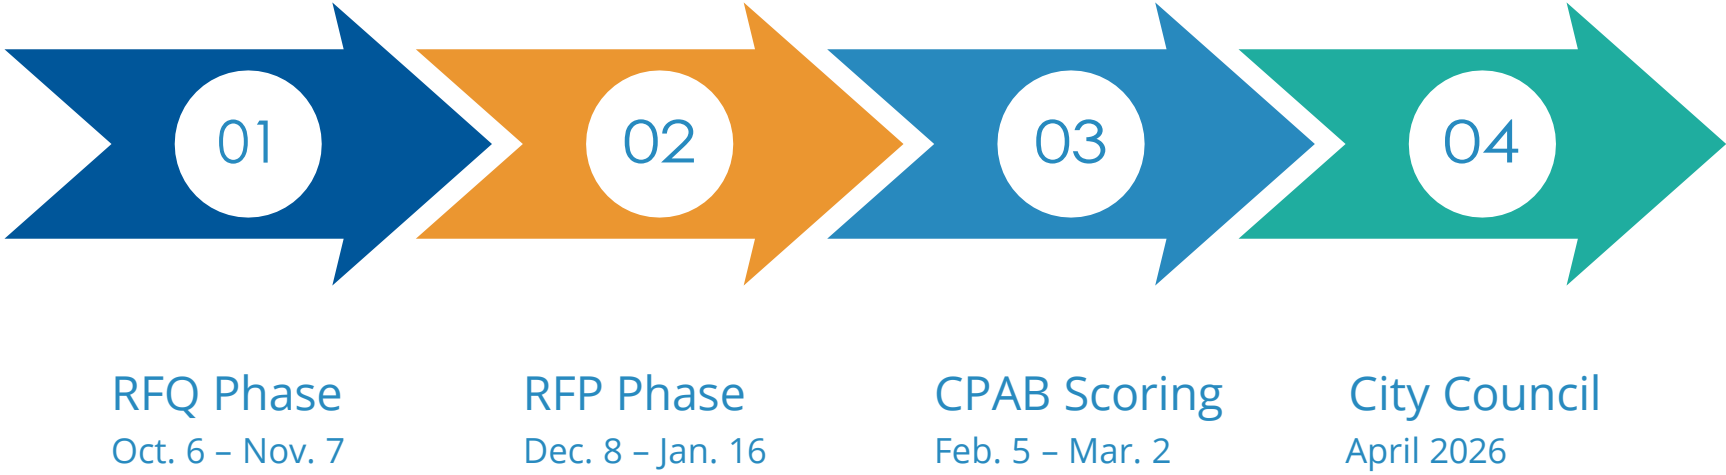 01
02
03
04
RFQ Phase
Oct. 6 – Nov. 7
RFP Phase
Dec. 8 – Jan. 16
CPAB Scoring
Feb. 5 – Mar. 2
City Council
April 2026